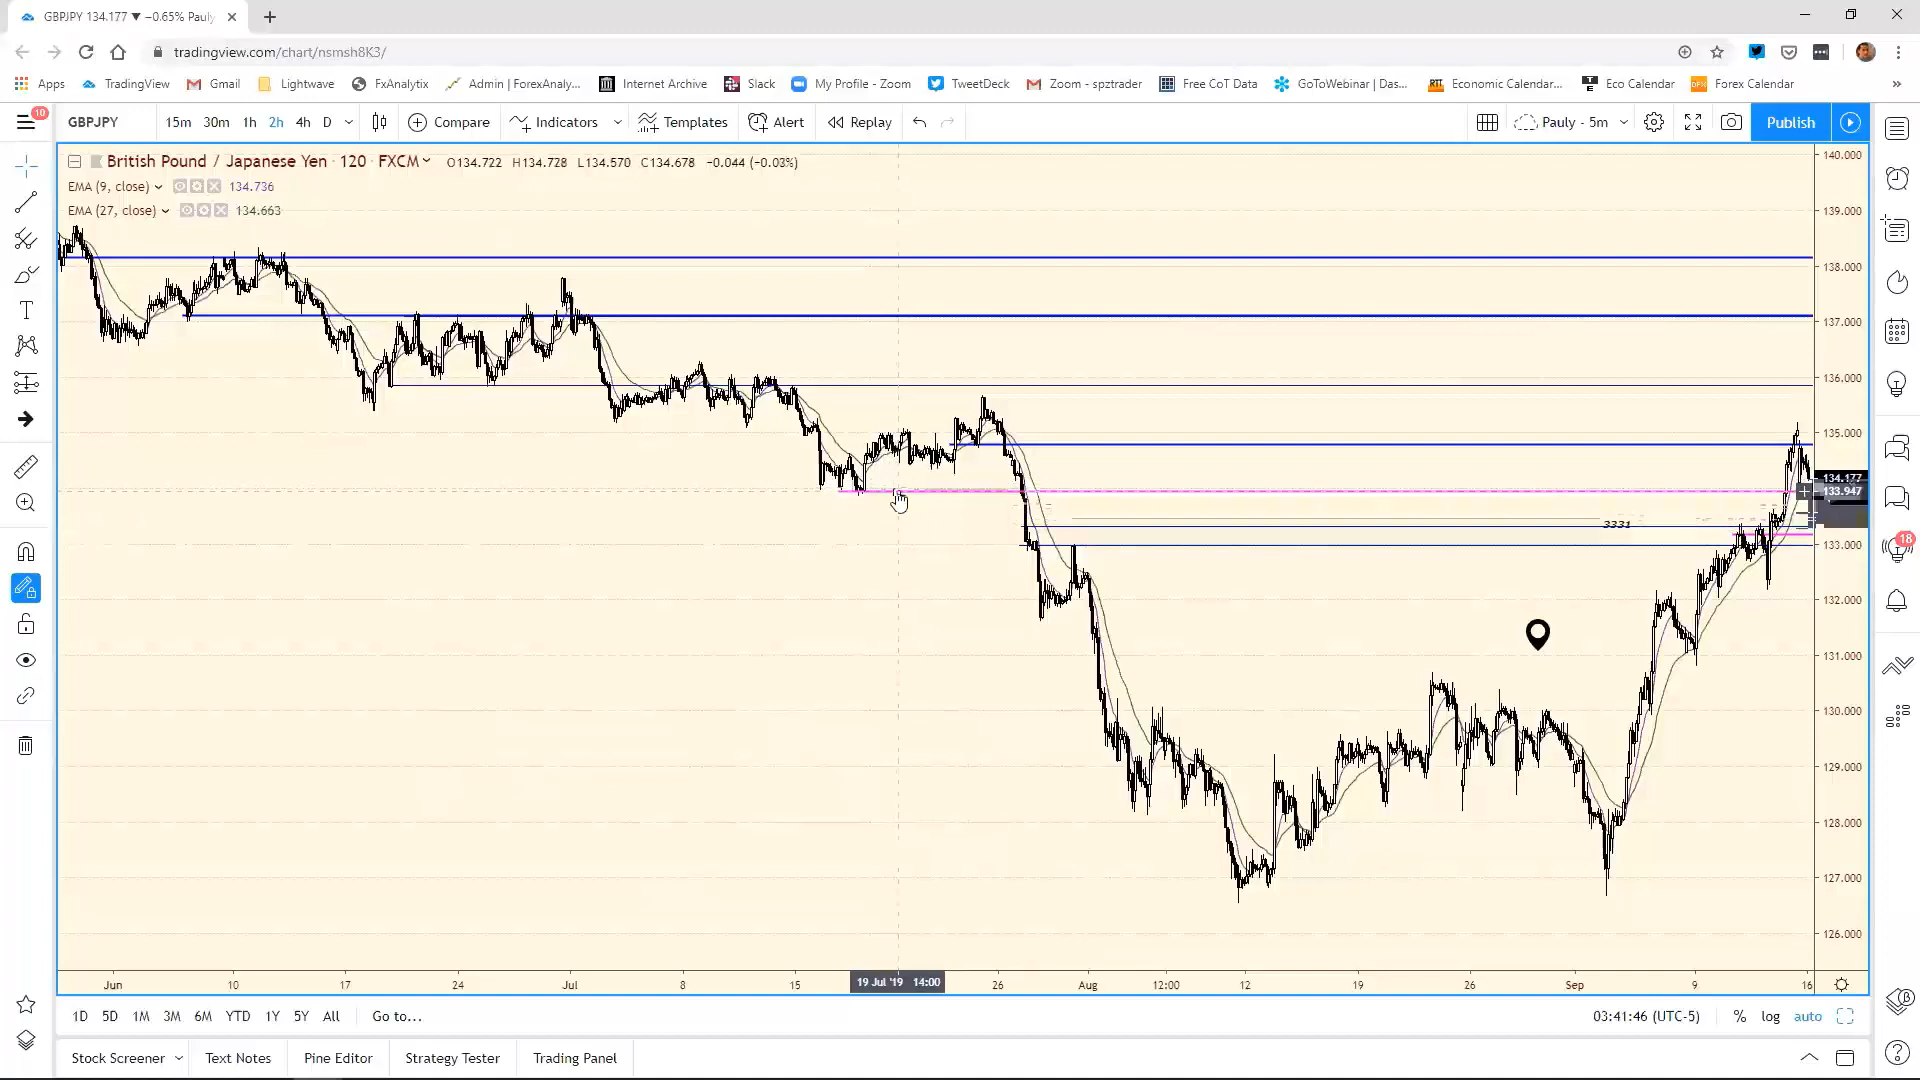 GBPJPY 134.177 ▼ −0.65% Pauly
tradingview.com/chart/nsmsh8K3/
Apps TradingView Gmail Lightwave FxAnalytix Admin | ForexAnaly... Internet Archive Slack My Profile - Zoom TweetDeck Zoom - spztrader Free CoT Data GoToWebinar | Das... Economic Calendar... Eco Calendar Forex Calendar »
10
GBPJPY 15m 30m 1h 2h 4h D Compare Indicators Templates Alert Replay Pauly - 5m Publish
British Pound / Japanese Yen · 120 · FXCM O134.722 H134.728 L134.570 C134.678 −0.044 (−0.03%)
EMA (9, close) 134.736
EMA (27, close) 134.663
140.000
139.000
138.000
137.000
136.000
135.000
134.177
133.947
3331
133.000
132.000
131.000
130.000
129.000
128.000
127.000
126.000
18
Jun 10 17 24 Jul 8 15 19 Jul '19 14:00 26 Aug 12:00 12 19 26 Sep 9 16
1D 5D 1M 3M 6M YTD 1Y 5Y All Go to... 03:41:46 (UTC-5) % log auto
Stock Screener Text Notes Pine Editor Strategy Tester Trading Panel